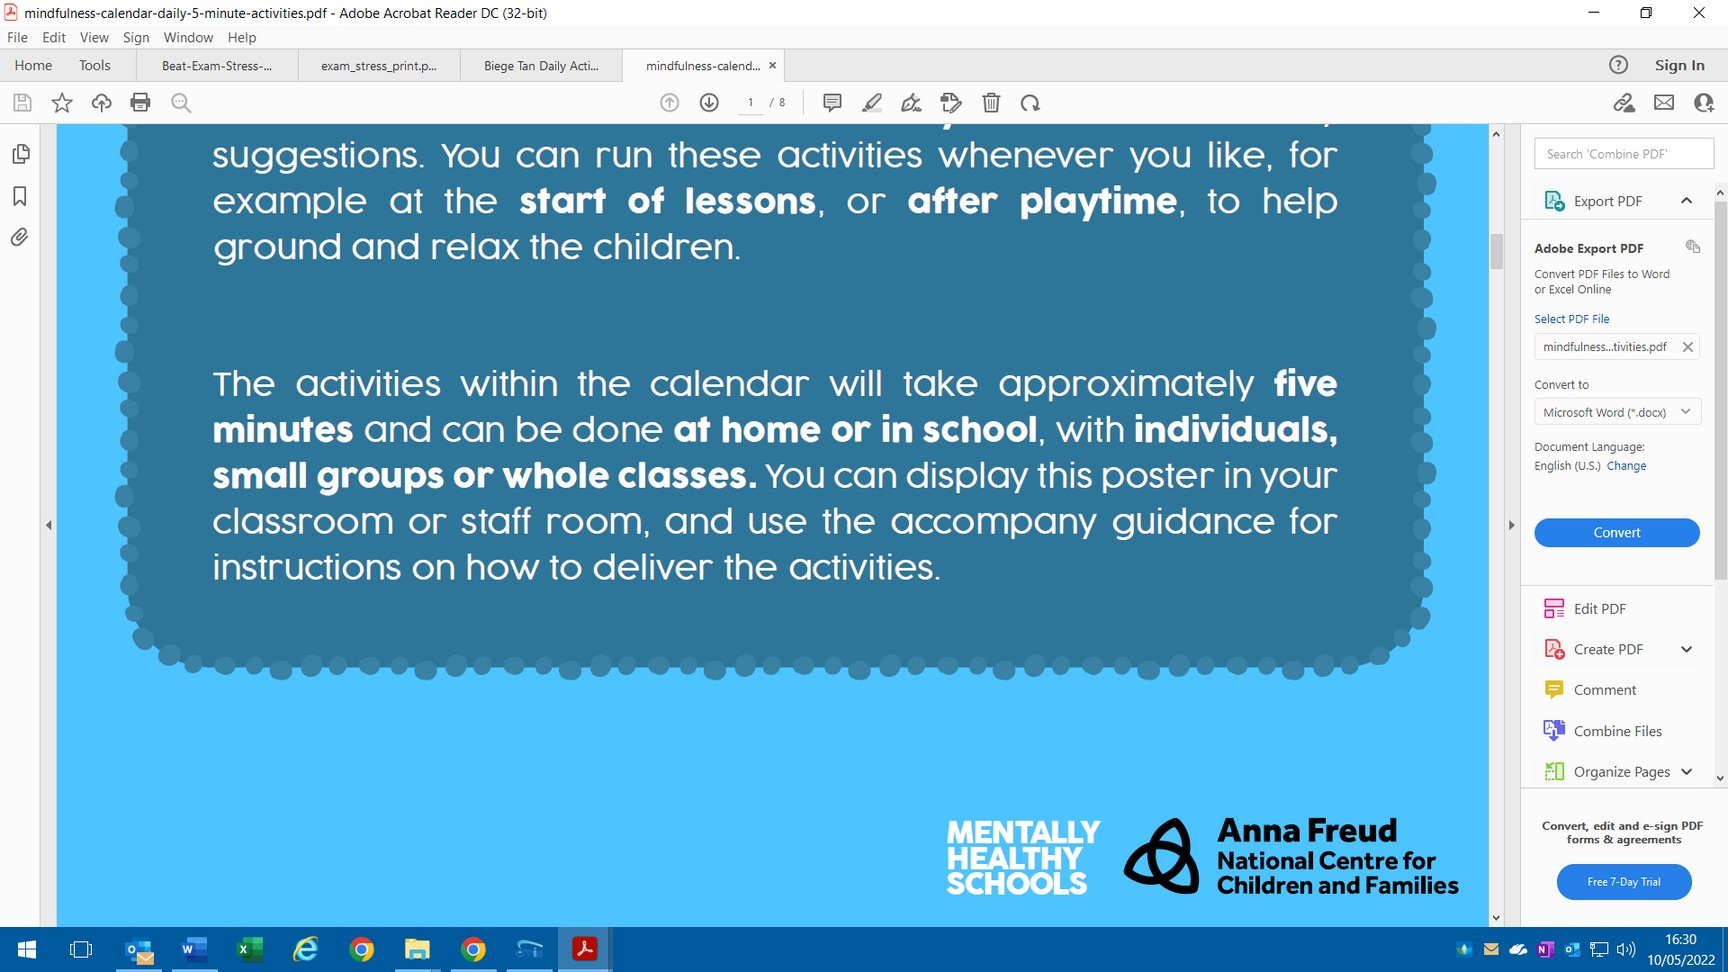 mindfulness-calendar-daily-5-minute-activities.pdf - Adobe Acrobat Reader DC (32-bit)
File Edit View Sign Window Help
Home Tools Beat-Exam-Stress-... exam_stress_print.p... Biege Tan Daily Acti... mindfulness-calend... Sign In
1 / 8
suggestions. You can run these activities whenever you like, for
example at the start of lessons, or after playtime, to help
ground and relax the children.
The activities within the calendar will take approximately five
minutes and can be done at home or in school, with individuals,
small groups or whole classes. You can display this poster in your
classroom or staff room, and use the accompany guidance for
instructions on how to deliver the activities.
MENTALLY
HEALTHY
SCHOOLS
Anna Freud
National Centre for
Children and Families
Search 'Combine PDF'
Export PDF
Adobe Export PDF
Convert PDF Files to Word
or Excel Online
Select PDF File
mindfulness...tivities.pdf
Convert to
Microsoft Word (*.docx)
Document Language:
English (U.S.) Change
Convert
Edit PDF
Create PDF
Comment
Combine Files
Organize Pages
Convert, edit and e-sign PDF
forms & agreements
Free 7-Day Trial
16:30
10/05/2022